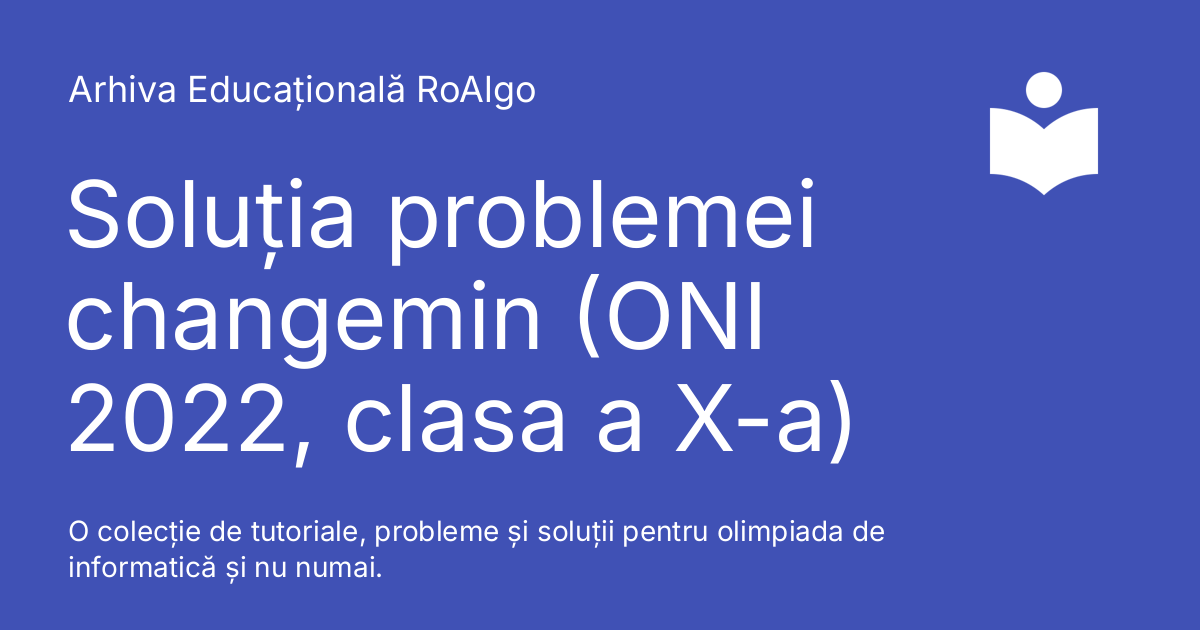 Arhiva Educațională RoAlgo
Soluția problemei
changemin (ONI
2022, clasa a X-a)
O colecție de tutoriale, probleme și soluții pentru olimpiada de
informatică și nu numai.